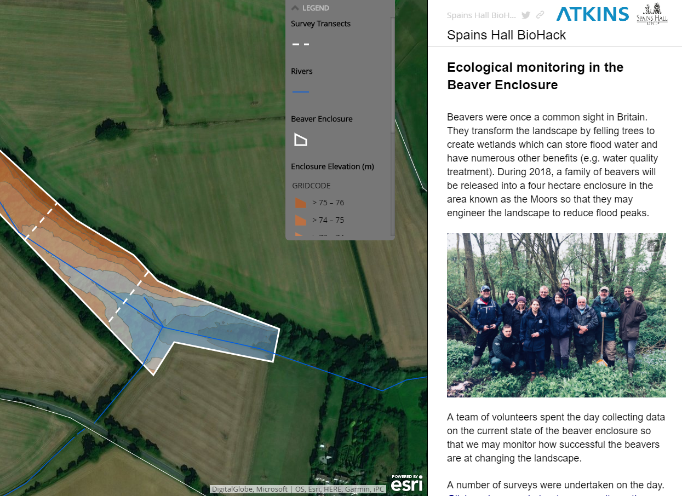 LEGEND
Survey Transects
Rivers
Beaver Enclosure
Enclosure Elevation (m)
GRIDCODE
> 75 – 76
> 74 – 75
DigitalGlobe, Microsoft | OS, Esri, HERE, Garmin, iPC
POWERED BY
esri
Spains Hall BioH...
ATKINS
SPAINS HALL
Spains Hall BioHack
Ecological monitoring in the
Beaver Enclosure
Beavers were once a common sight in Britain.
They transform the landscape by felling trees to
create wetlands which can store flood water and
have numerous other benefits (e.g. water quality
treatment). During 2018, a family of beavers will
be released into a four hectare enclosure in the
area known as the Moors so that they may
engineer the landscape to reduce flood peaks.
A team of volunteers spent the day collecting data
on the current state of the beaver enclosure so
that we may monitor how successful the beavers
are at changing the landscape.
A number of surveys were undertaken on the day.